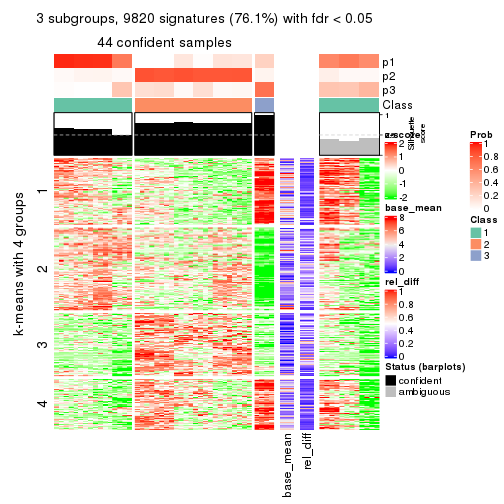 3 subgroups, 9820 signatures (76.1%) with fdr < 0.05
44 confident samples
p1
p2
p3
Class
1
Silhouette
score
k-means with 4 groups
1
2
3
4
base_mean
rel_diff
z-score
2
1
0
-1
-2
base_mean
8
6
4
2
0
rel_diff
1
0.8
0.6
0.4
0.2
0
Status (barplots)
confident
ambiguous
Prob
1
0.8
0.6
0.4
0.2
0
Class
1
2
3